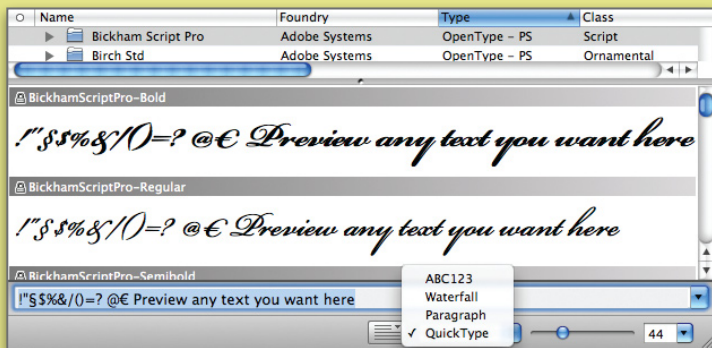 Name Foundry Type Class
Bickham Script Pro Adobe Systems OpenType - PS Script
Birch Std Adobe Systems OpenType - PS Ornamental
BickhamScriptPro-Bold
!"§$%&/()=? @€ Preview any text you want here
BickhamScriptPro-Regular
!"§$%&/()=? @€ Preview any text you want here
BickhamScriptPro-Semibold
!"§$%&/()=? @€ Preview any text you want here
ABC123
Waterfall
Paragraph
✓ QuickType
44